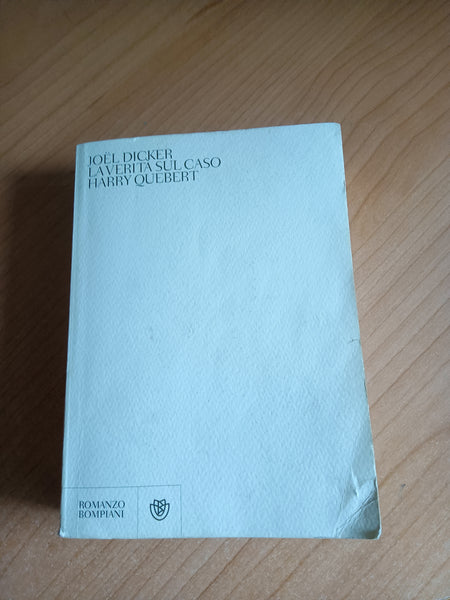 JOËL DICKER
LA VERITÀ SUL CASO
HARRY QUEBERT
ROMANZO
BOMPIANI